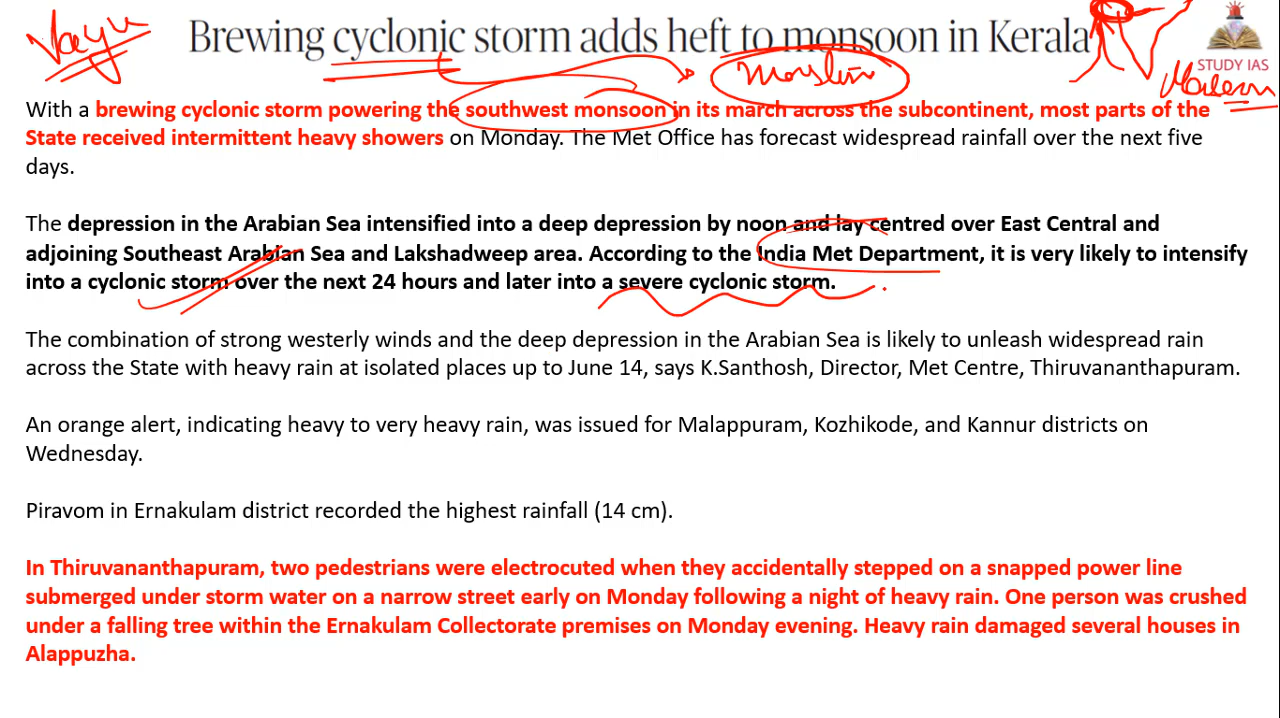 Vayu
Brewing cyclonic storm adds heft to monsoon in Kerala
STUDY IAS
With a brewing cyclonic storm powering the southwest monsoon in its march across the subcontinent, most parts of the
State received intermittent heavy showers on Monday. The Met Office has forecast widespread rainfall over the next five
days.
The depression in the Arabian Sea intensified into a deep depression by noon and lay centred over East Central and
adjoining Southeast Arabian Sea and Lakshadweep area. According to the India Met Department, it is very likely to intensify
into a cyclonic storm over the next 24 hours and later into a severe cyclonic storm.
The combination of strong westerly winds and the deep depression in the Arabian Sea is likely to unleash widespread rain
across the State with heavy rain at isolated places up to June 14, says K.Santhosh, Director, Met Centre, Thiruvananthapuram.
An orange alert, indicating heavy to very heavy rain, was issued for Malappuram, Kozhikode, and Kannur districts on
Wednesday.
Piravom in Ernakulam district recorded the highest rainfall (14 cm).
In Thiruvananthapuram, two pedestrians were electrocuted when they accidentally stepped on a snapped power line
submerged under storm water on a narrow street early on Monday following a night of heavy rain. One person was crushed
under a falling tree within the Ernakulam Collectorate premises on Monday evening. Heavy rain damaged several houses in
Alappuzha.